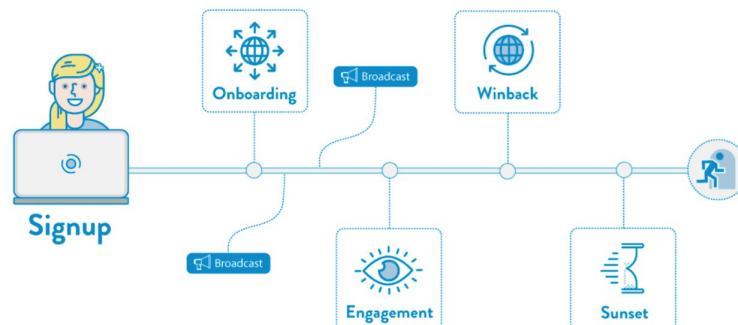 Onboarding
Broadcast
Winback
Signup
Broadcast
Engagement
Sunset